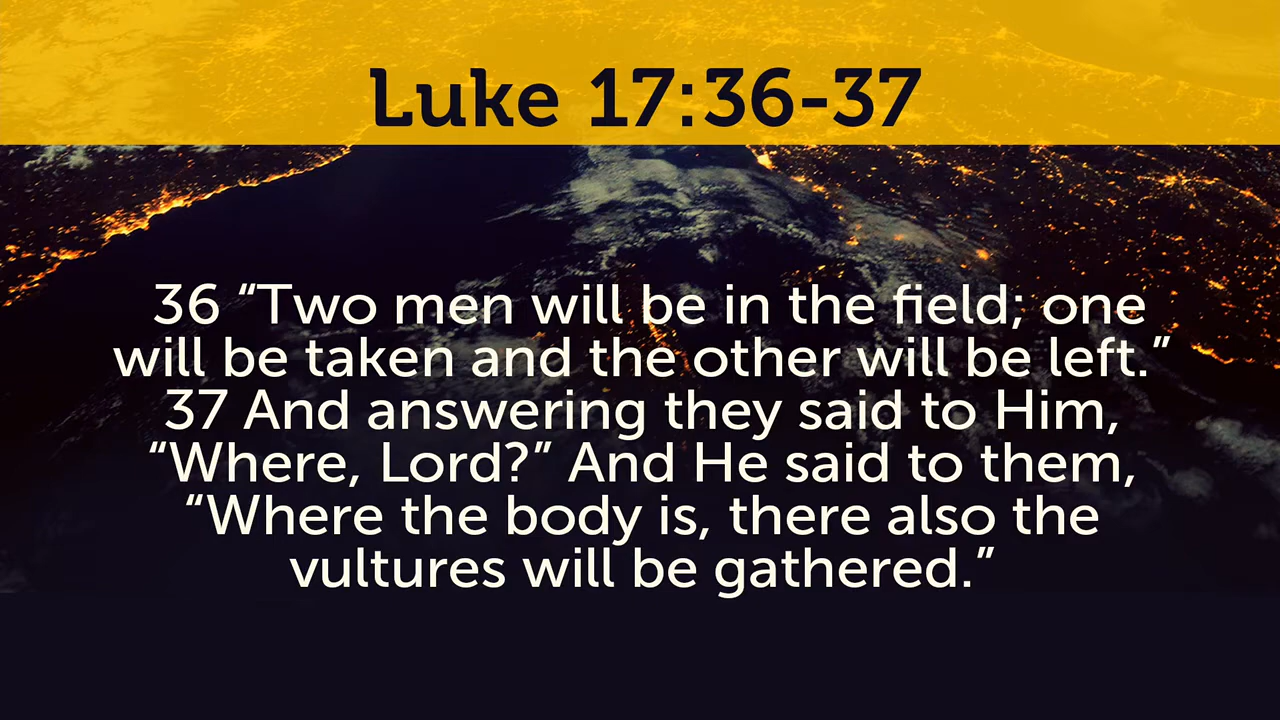 Luke 17:36-37
36 “Two men will be in the field; one
will be taken and the other will be left.”
37 And answering they said to Him,
“Where, Lord?” And He said to them,
“Where the body is, there also the
vultures will be gathered.”